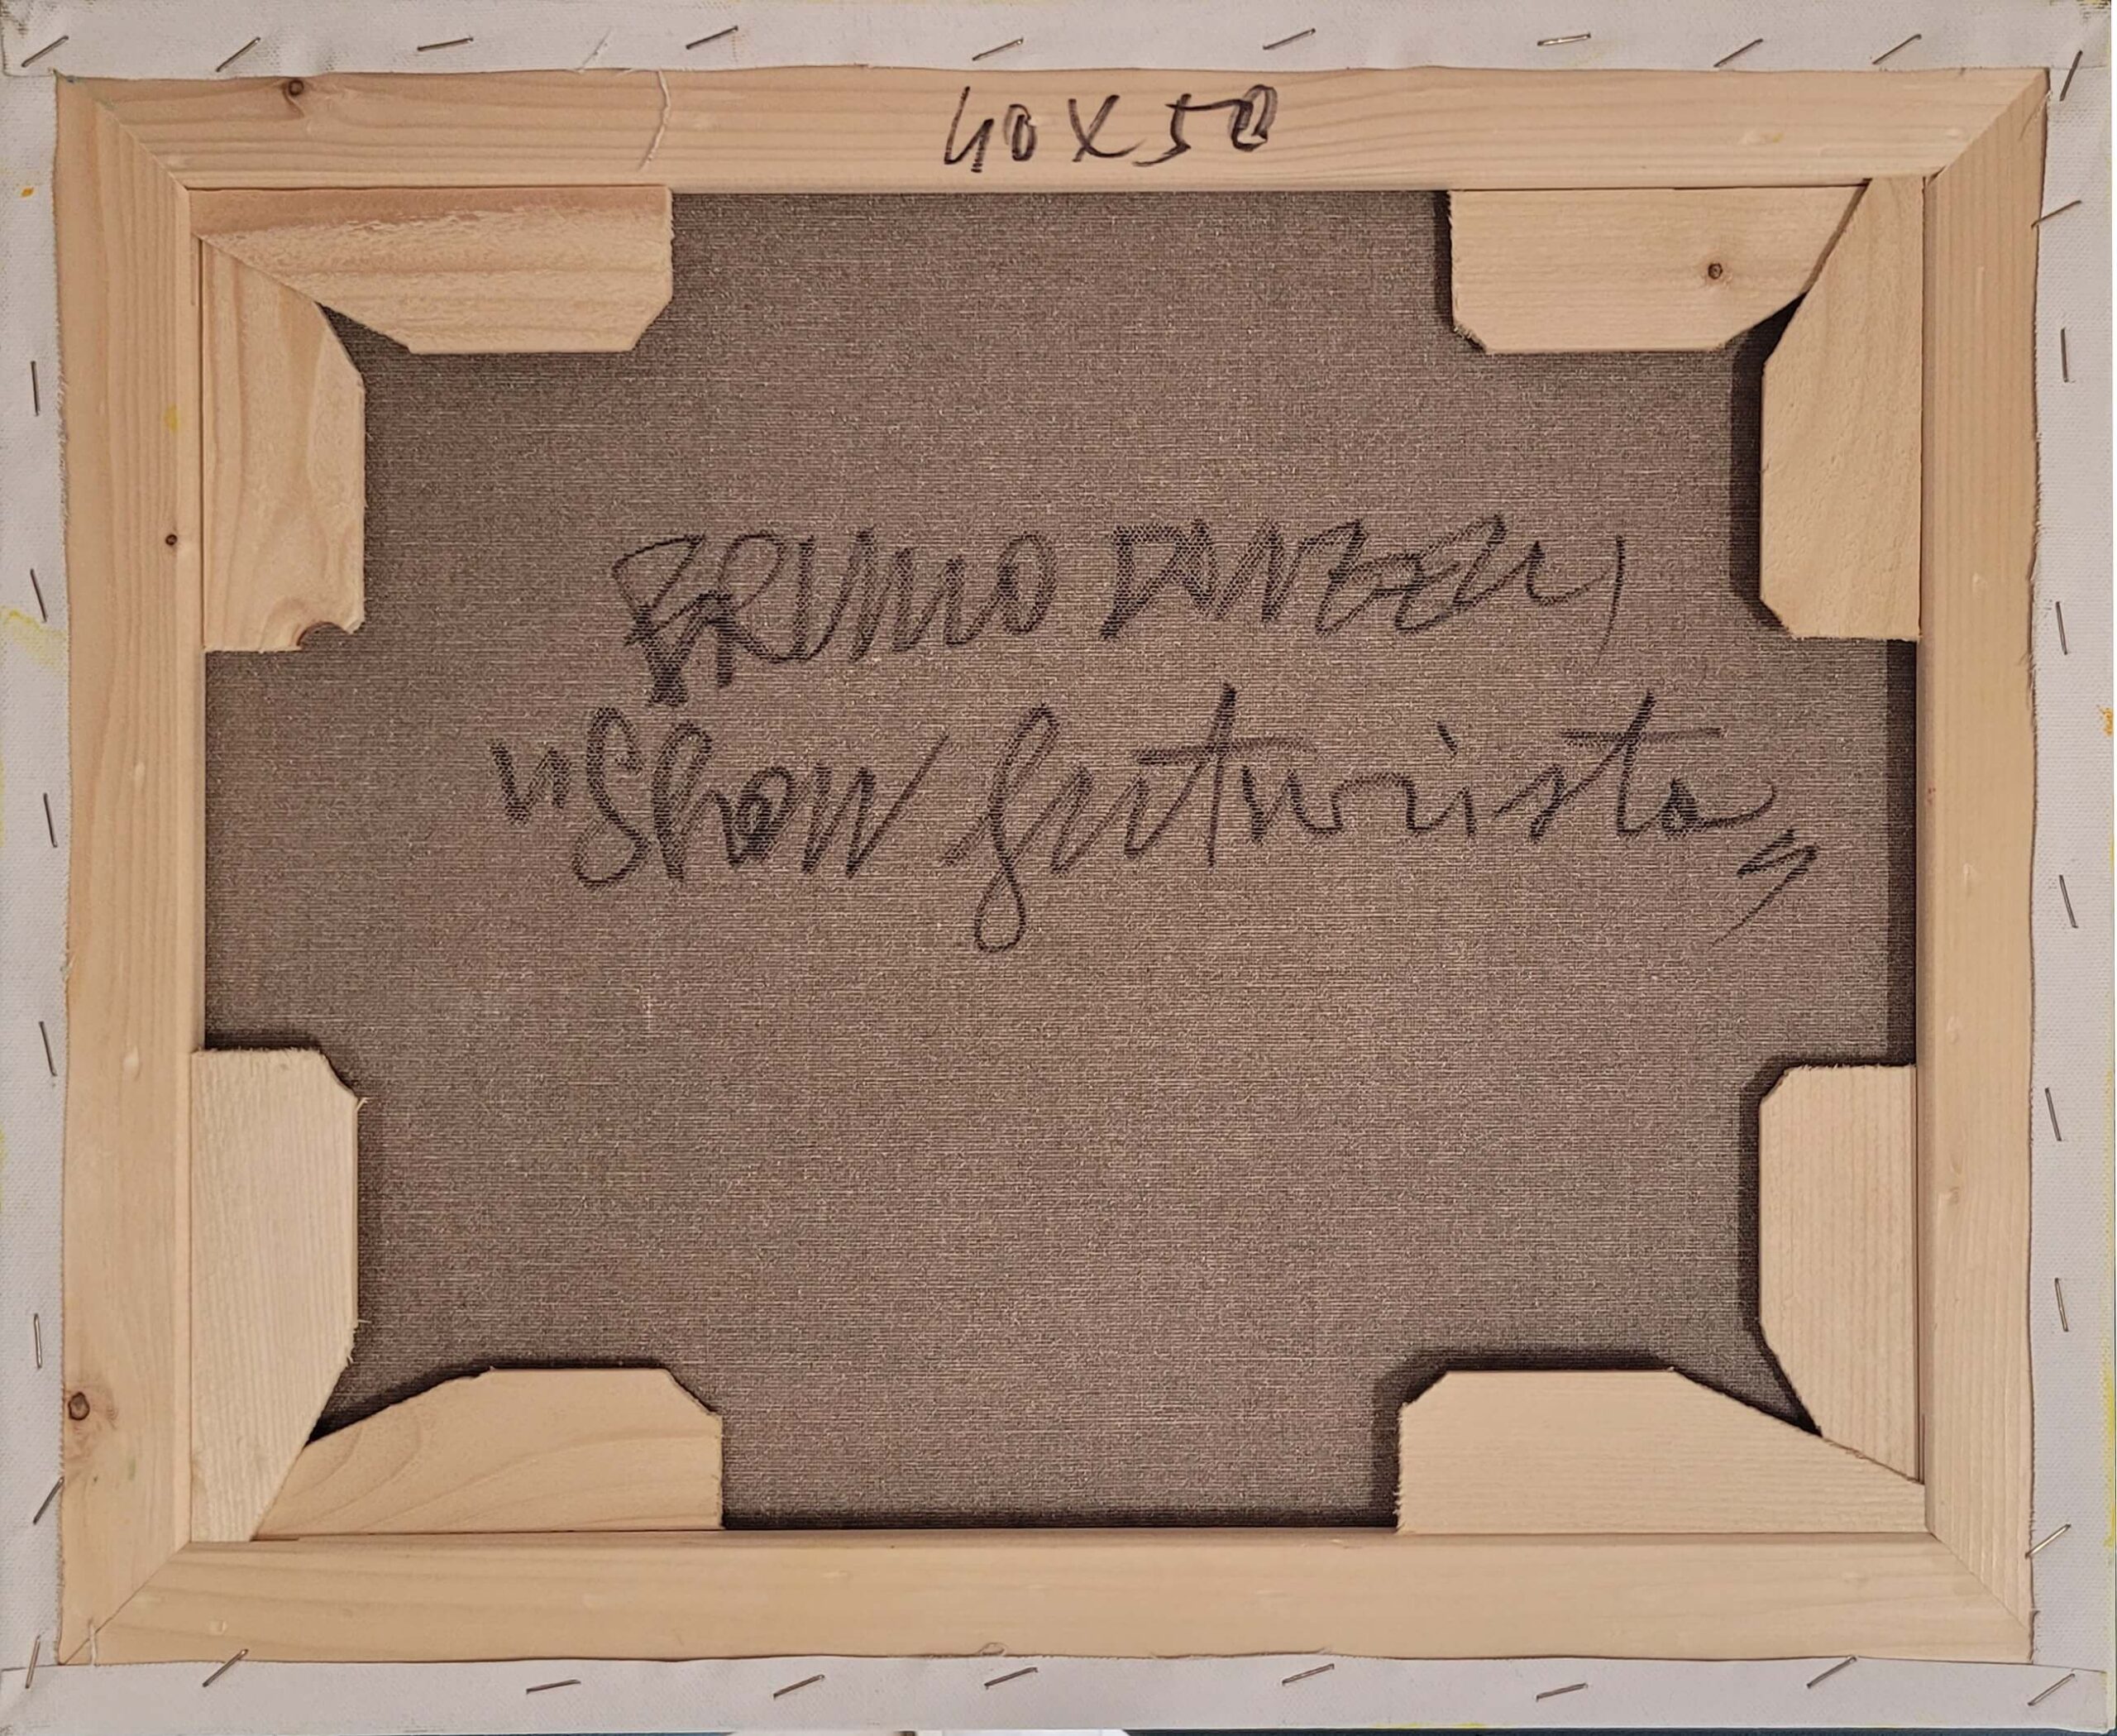 40X50
BRUNO DONZELLI
"Show futurista"